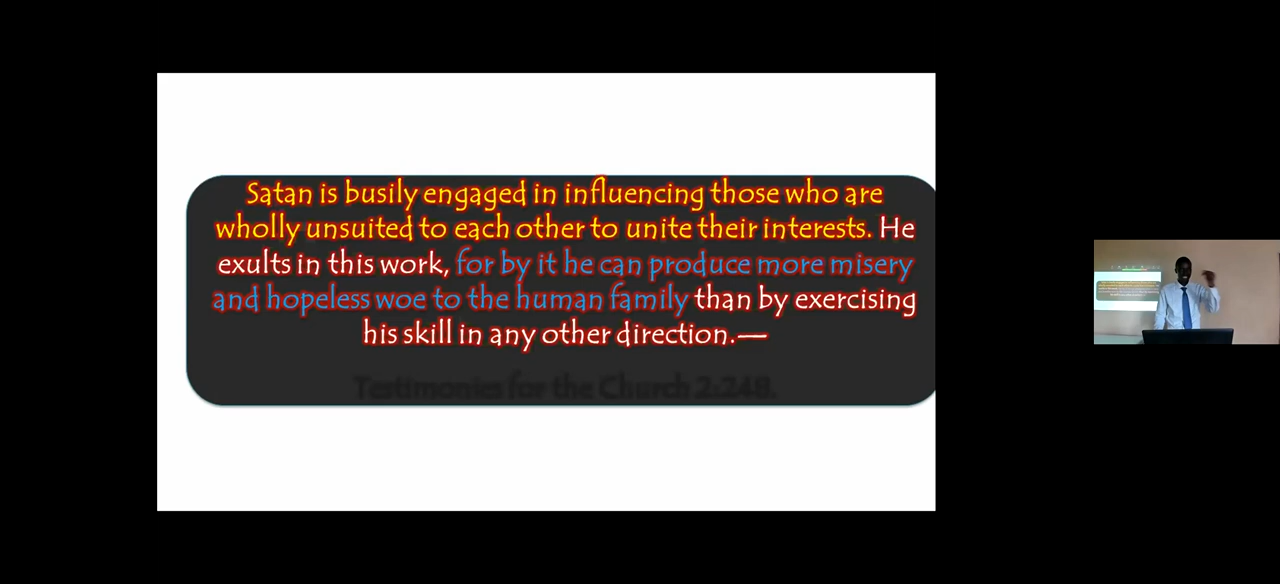 Satan is busily engaged in influencing those who are
wholly unsuited to each other to unite their interests. He
exults in this work, for by it he can produce more misery
and hopeless woe to the human family than by exercising
his skill in any other direction.—
Testimonies for the Church 2:248.